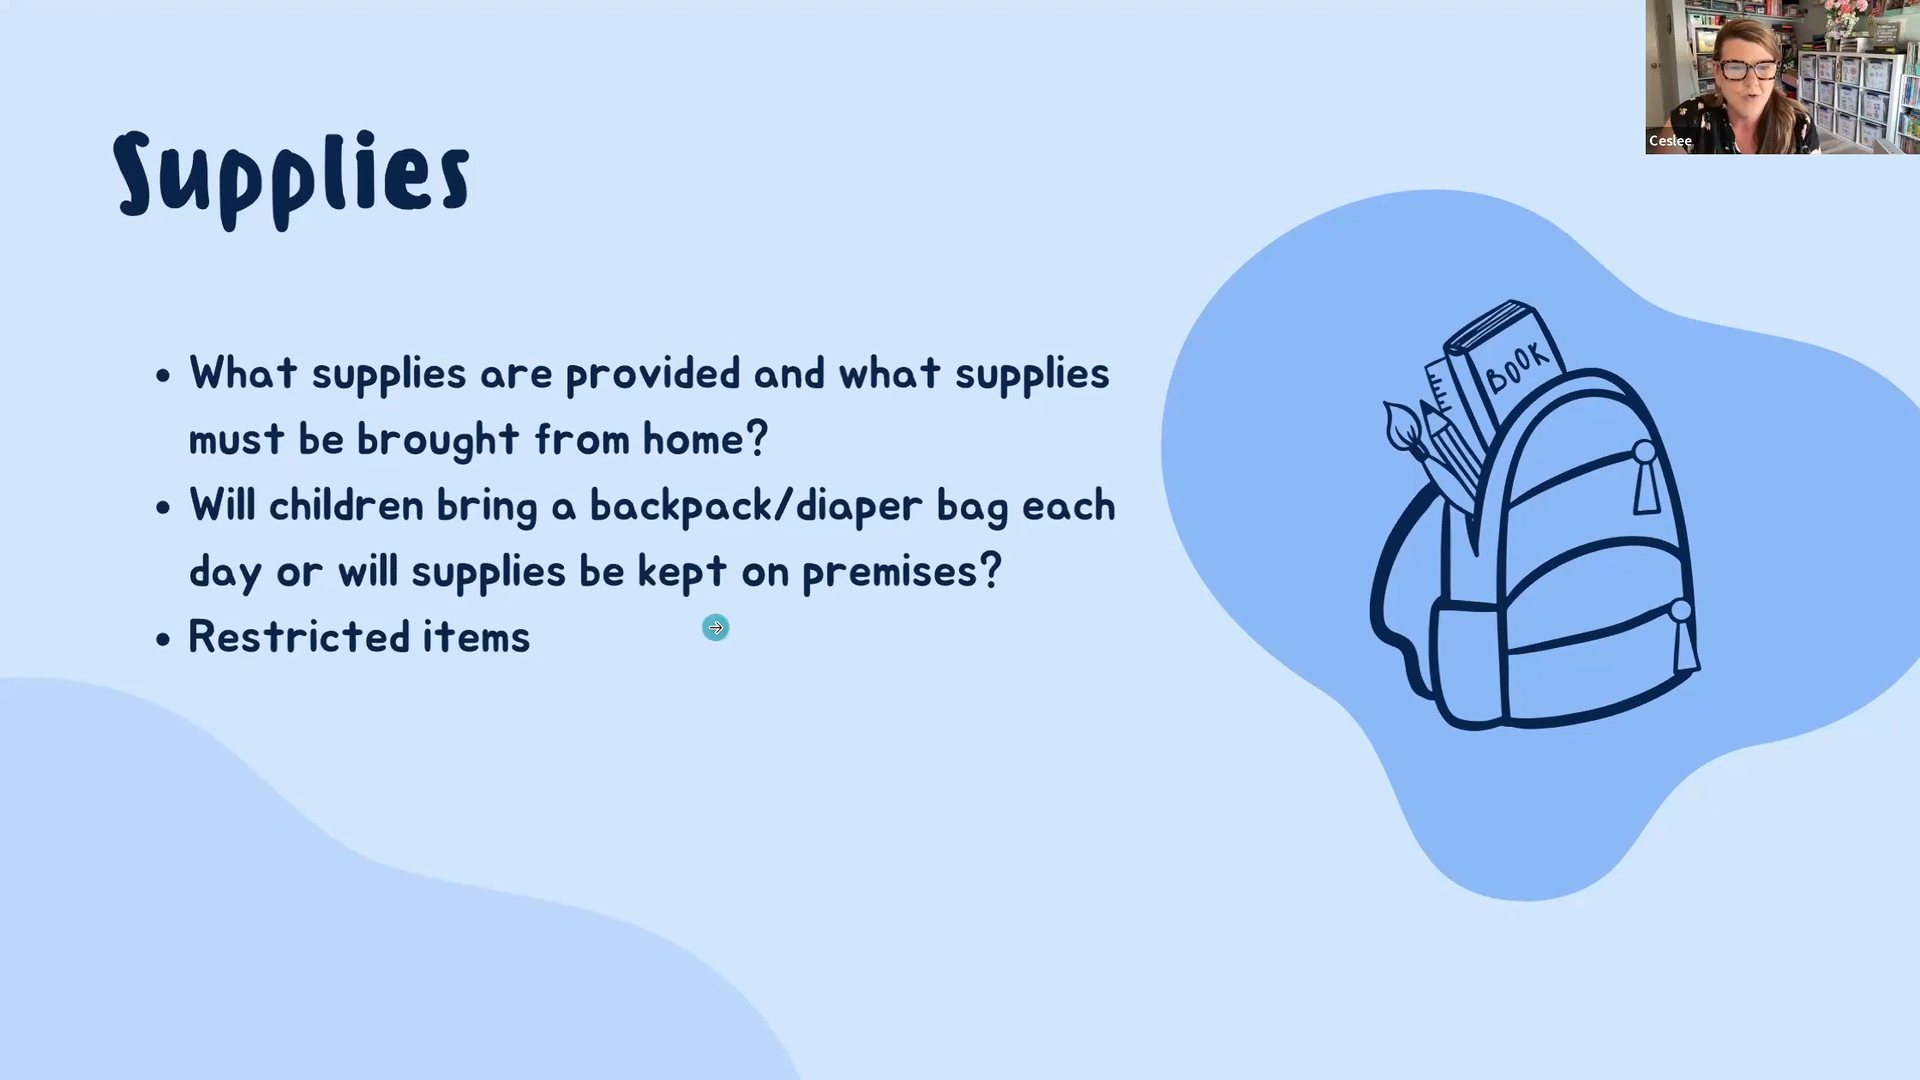 Ceslee
Supplies
BOOK
• What supplies are provided and what supplies
must be brought from home?
• Will children bring a backpack/diaper bag each
day or will supplies be kept on premises?
• Restricted items